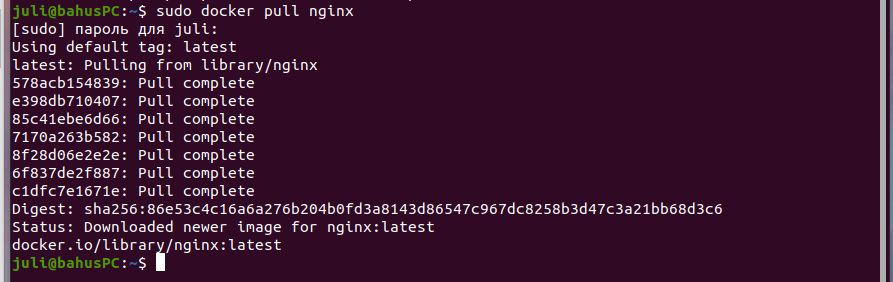 juli@bahusPC:~$ sudo docker pull nginx
[sudo] пароль для juli:
Using default tag: latest
latest: Pulling from library/nginx
578acb154839: Pull complete
e398db710407: Pull complete
85c41ebe6d66: Pull complete
7170a263b582: Pull complete
8f28d06e2e2e: Pull complete
6f837de2f887: Pull complete
c1dfc7e1671e: Pull complete
Digest: sha256:86e53c4c16a6a276b204b0fd3a8143d86547c967dc8258b3d47c3a21bb68d3c6
Status: Downloaded newer image for nginx:latest
docker.io/library/nginx:latest
juli@bahusPC:~$